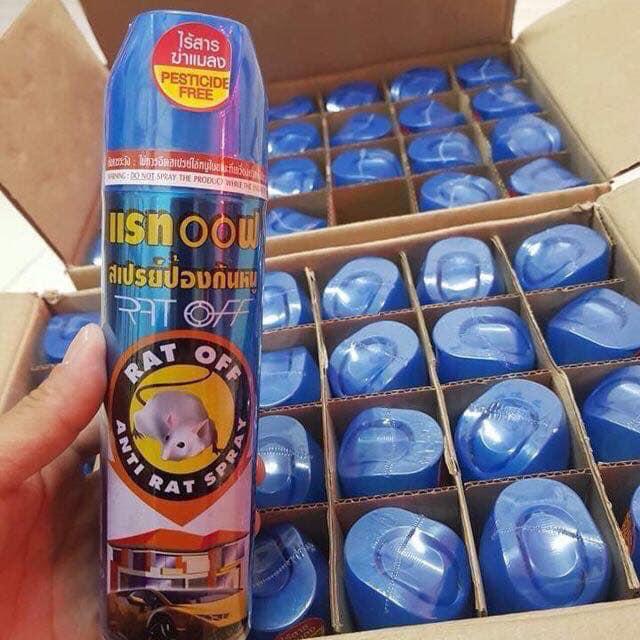 ไร้สาร
ฆ่าแมลง
PESTICIDE
FREE
WARNING : DO NOT SPRAY THE PRODUCT WHILE THE
แรทออฟ
สเปรย์ป้องกันหนู
RAT OFF
RAT OFF
ANTI RAT SPRAY